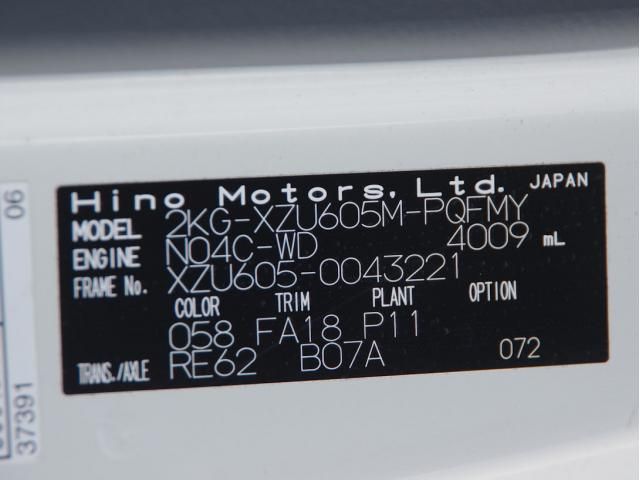 Hino Motors, Ltd. JAPAN
MODEL 2KG-XZU605M-PQFMY
ENGINE N04C-WD 4009 mL
FRAME No. XZU605-0043221
COLOR TRIM PLANT OPTION
058 FA18 P11
TRANS./AXLE RE62 B07A 072
06
37391